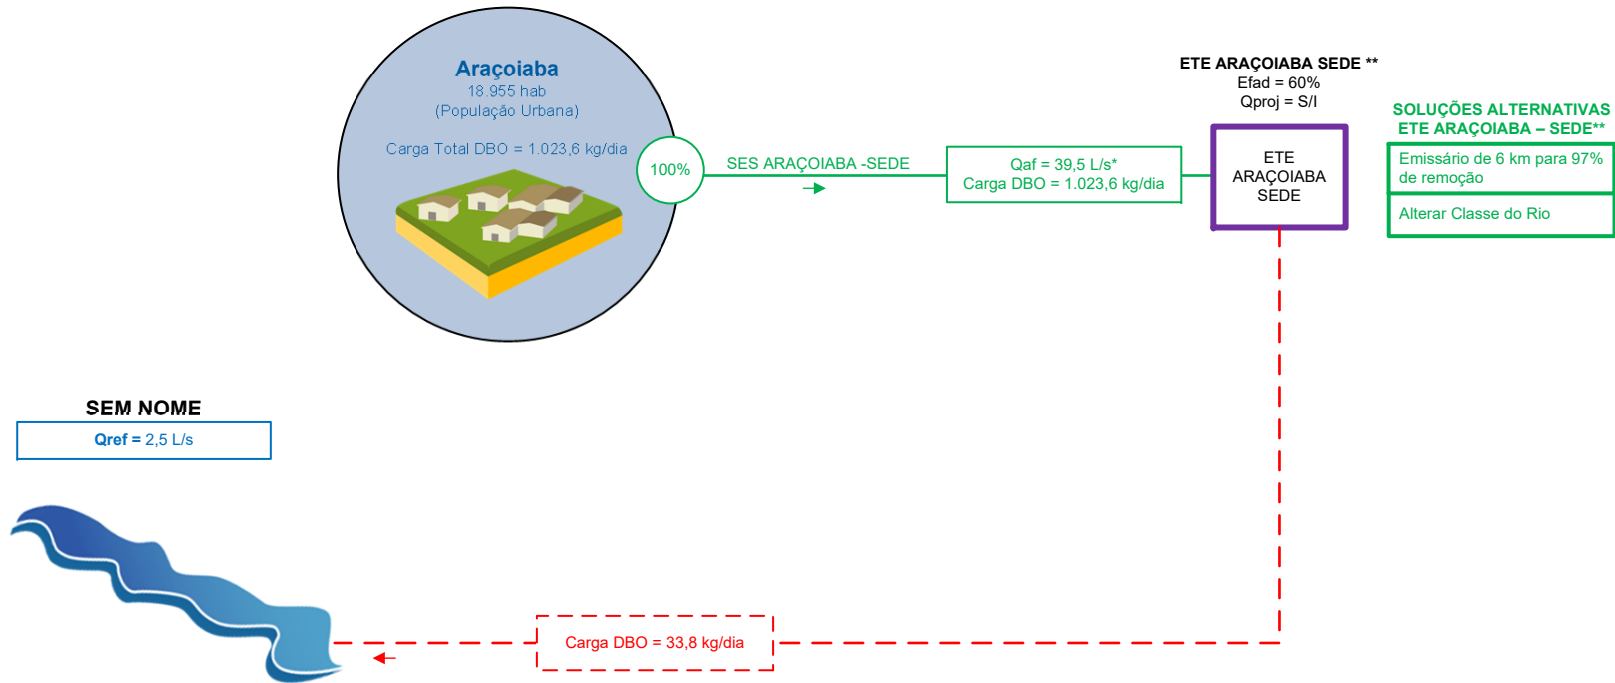 Araçoiaba
18.955 hab
(População Urbana)
Carga Total DBO = 1.023,6 kg/dia
100%
SES ARAÇOIABA -SEDE
Qaf = 39,5 L/s*
Carga DBO = 1.023,6 kg/dia
ETE ARAÇOIABA SEDE **
Efad = 60%
Qproj = S/I
ETE
ARAÇOIABA
SEDE
SOLUÇÕES ALTERNATIVAS
ETE ARAÇOIABA – SEDE**
Emissário de 6 km para 97%
de remoção
Alterar Classe do Rio
SEM NOME
Qref = 2,5 L/s
Carga DBO = 33,8 kg/dia